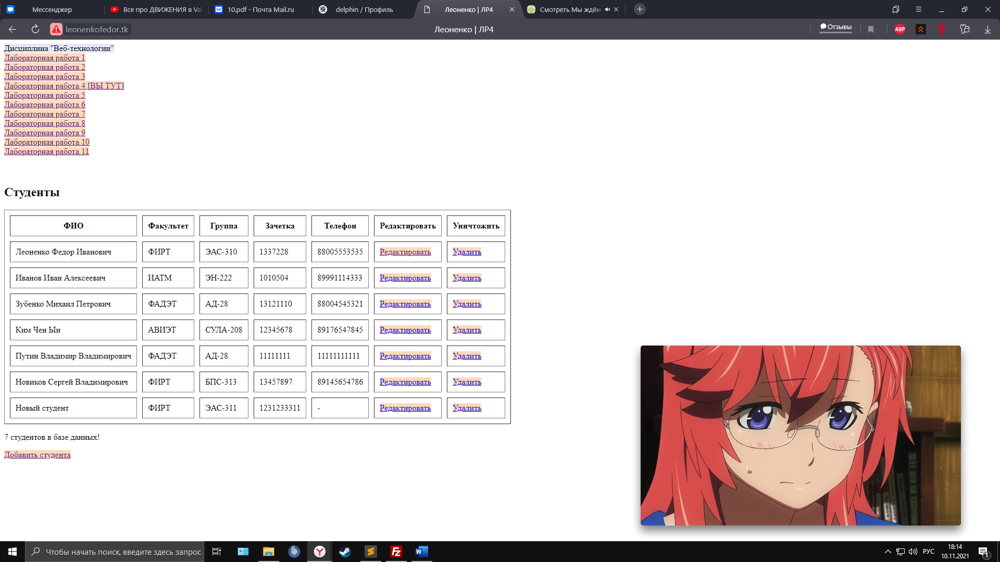 Мессенджер
Все про ДВИЖЕНИЯ в Val
10.pdf - Почта Mail.ru
delphin / Профиль
Леоненко | ЛР4
Смотреть Мы ждём
leonenkofedor.tk
Леоненко | ЛР4
Отзывы
ABP
Дисциплина "Веб-технологии"
Лабораторная работа 1
Лабораторная работа 2
Лабораторная работа 3
Лабораторная работа 4 [ВЫ ТУТ]
Лабораторная работа 5
Лабораторная работа 6
Лабораторная работа 7
Лабораторная работа 8
Лабораторная работа 9
Лабораторная работа 10
Лабораторная работа 11
Студенты
ФИО Факультет Группа Зачетка Телефон Редактировать Уничтожить
Леоненко Федор Иванович ФИРТ ЭАС-310 1337228 88005553535 Редактировать Удалить
Иванов Иван Алексеевич ИАТМ ЭН-222 1010504 89991114333 Редактировать Удалить
Зубенко Михаил Петрович ФАДЭТ АД-28 13121110 88004545321 Редактировать Удалить
Ким Чен Ын АВИЭТ СУЛА-208 12345678 89176547845 Редактировать Удалить
Путин Владимир Владимирович ФАДЭТ АД-28 11111111 11111111111 Редактировать Удалить
Новиков Сергей Владимирович ФИРТ БПС-313 13457897 89145654786 Редактировать Удалить
Новый студент ФИРТ ЭАС-311 1231233311 - Редактировать Удалить
7 студентов в базе данных!
Добавить студента
Чтобы начать поиск, введите здесь запрос
РУС
18:14
10.11.2021
1